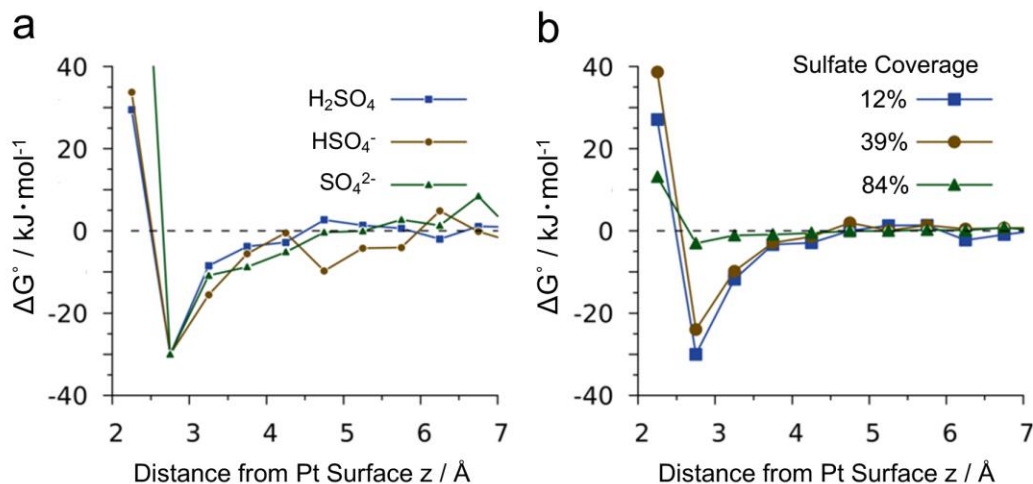 a
40
20
0
-20
-40
2 3 4 5 6 7
ΔG° / kJ·mol⁻¹
Distance from Pt Surface z / Å
H₂SO₄
HSO₄⁻
SO₄²⁻
b
40
20
0
-20
-40
2 3 4 5 6 7
ΔG° / kJ·mol⁻¹
Distance from Pt Surface z / Å
Sulfate Coverage
12%
39%
84%